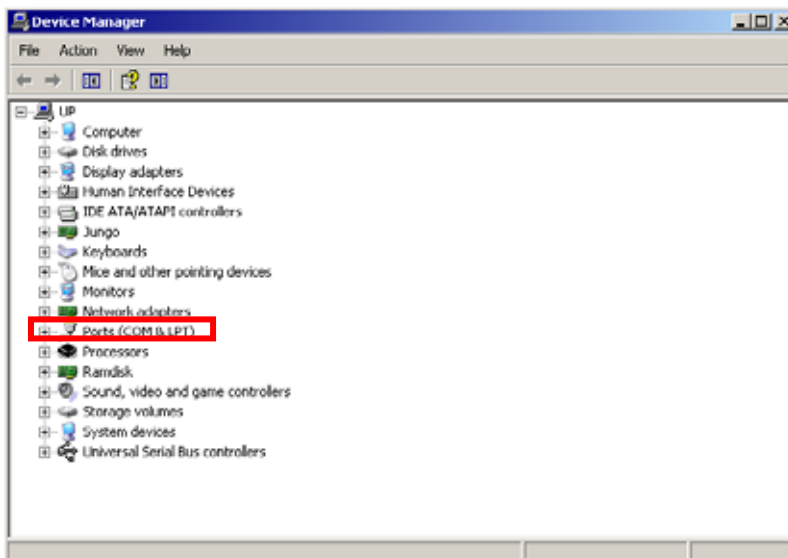 Device Manager
File Action View Help
UP
Computer
Disk drives
Display adapters
Human Interface Devices
IDE ATA/ATAPI controllers
Jungo
Keyboards
Mice and other pointing devices
Monitors
Network adapters
Ports (COM & LPT)
Processors
Ramdisk
Sound, video and game controllers
Storage volumes
System devices
Universal Serial Bus controllers